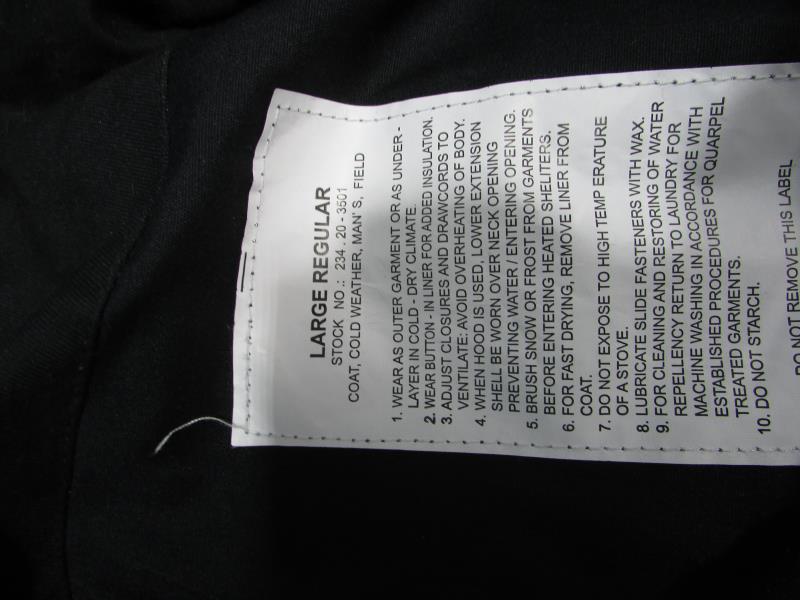 LARGE REGULAR
STOCK NO.: 234 . 20 - 3501
COAT, COLD WEATHER, MAN' S, FIELD
1. WEAR AS OUTER GARMENT OR AS UNDER -
LAYER IN COLD - DRY CLIMATE.
2. WEAR BUTTON - IN LINER FOR ADDED INSULATION.
3. ADJUST CLOSURES AND DRAWCORDS TO
VENTILATE: AVOID OVERHEATING OF BODY.
4. WHEN HOOD IS USED, LOWER EXTENSION
SHELL BE WORN OVER NECK OPENING
PREVENTING WATER / ENTERING OPENING.
5. BRUSH SNOW OR FROST FROM GARMENTS
BEFORE ENTERING HEATED SHELITERS.
6. FOR FAST DRYING, REMOVE LINER FROM
COAT.
7. DO NOT EXPOSE TO HIGH TEMP ERATURE
OF A STOVE.
8. LUBRICATE SLIDE FASTENERS WITH WAX.
9. FOR CLEANING AND RESTORING OF WATER
REPELLENCY RETURN TO LAUNDRY FOR
MACHINE WASHING IN ACCORDANCE WITH
ESTABLISHED PROCEDURES FOR QUARPEL
TREATED GARMENTS.
10. DO NOT STARCH.
DO NOT REMOVE THIS LABEL